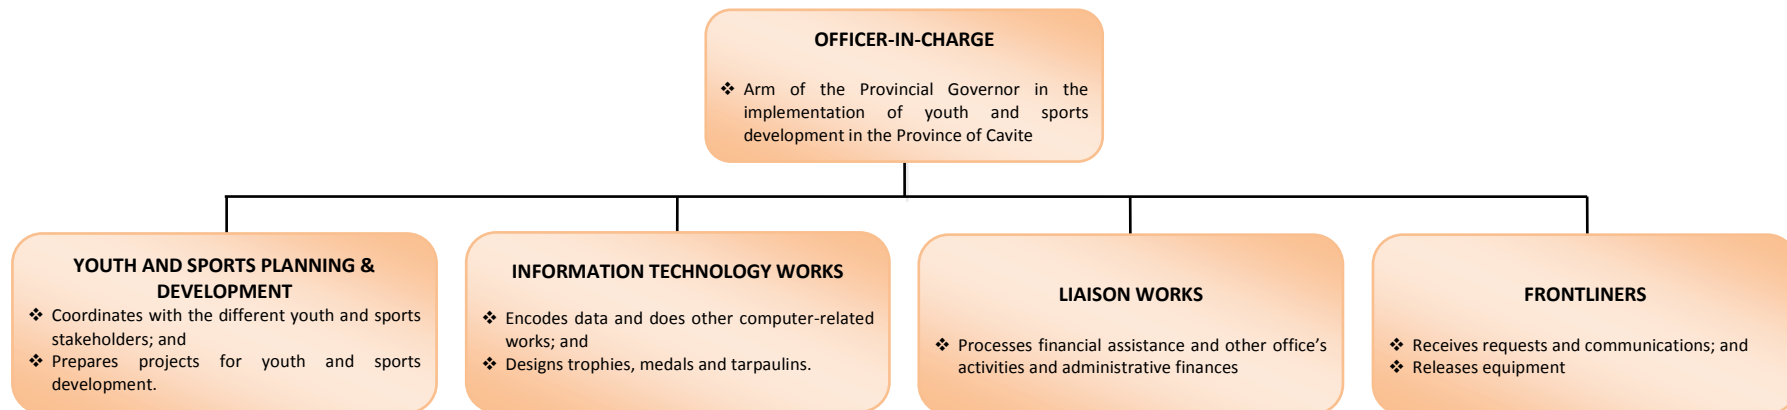 OFFICER-IN-CHARGE
❖ Arm of the Provincial Governor in the
implementation of youth and sports
development in the Province of Cavite
YOUTH AND SPORTS PLANNING &
DEVELOPMENT
❖ Coordinates with the different youth and sports
stakeholders; and
❖ Prepares projects for youth and sports
development.
INFORMATION TECHNOLOGY WORKS
❖ Encodes data and does other computer-related
works; and
❖ Designs trophies, medals and tarpaulins.
LIAISON WORKS
❖ Processes financial assistance and other office’s
activities and administrative finances
FRONTLINERS
❖ Receives requests and communications; and
❖ Releases equipment